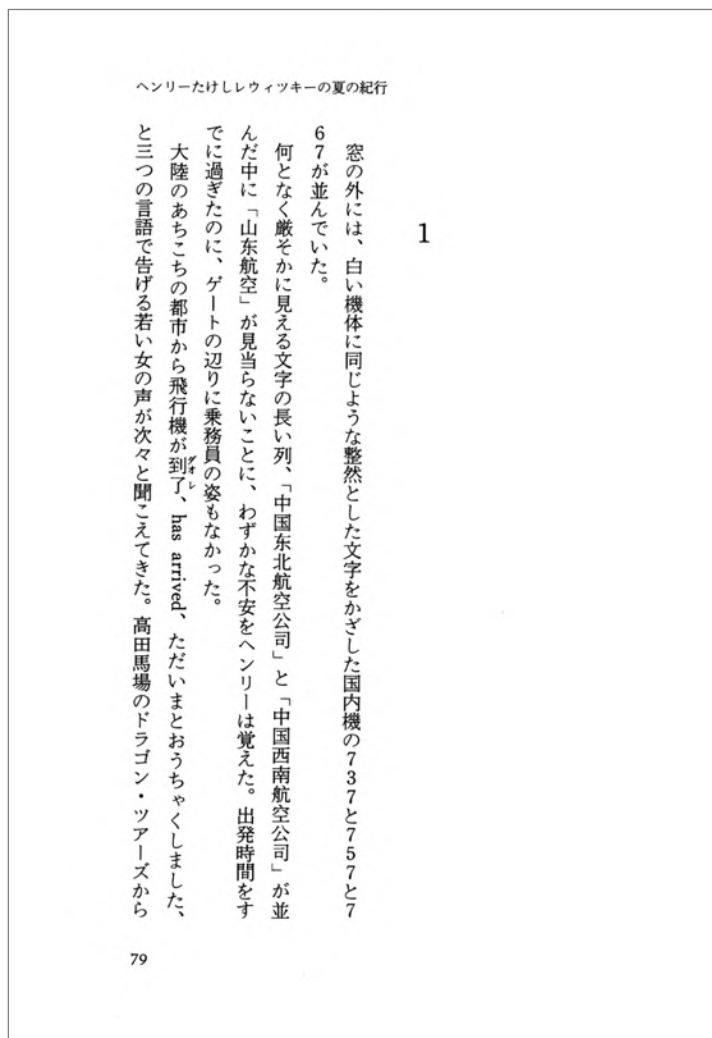 ヘンリーたけしレウィツキーの夏の紀行
1
窓の外には、白い機体に同じような整然とした文字をかざした国内機の737と757と7
67が並んでいた。
何となく厳そかに見える文字の長い列、「中国东北航空公司」と「中国西南航空公司」が並
んだ中に「山东航空」が見当らないことに、わずかな不安をヘンリーは覚えた。出発時間をす
でに過ぎたのに、ゲートの辺りに乗務員の姿もなかった。
大陸のあちこちの都市から飛行機が到了、has arrived、ただいまとおうちゃくしました、
ダオレ
と三つの言語で告げる若い女の声が次々と聞こえてきた。高田馬場のドラゴン・ツアーズから
79